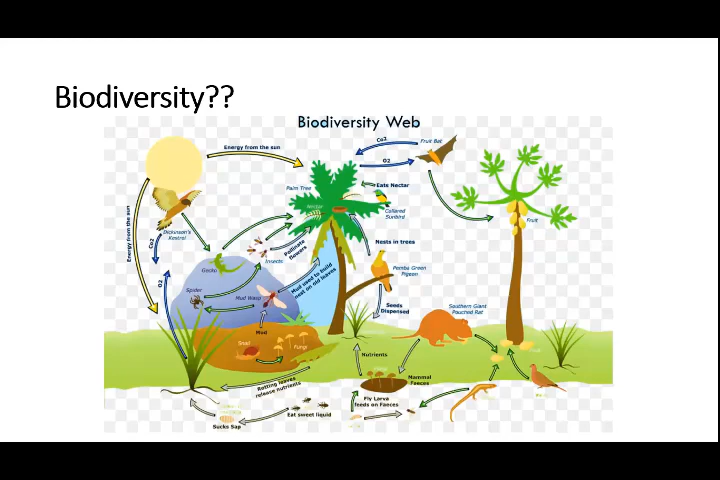 Biodiversity??
Biodiversity Web
Energy from the sun
Co2
O2
Fruit Bat
Palm Tree
Eats Nectar
Nectar
Collared
Sunbird
Fruit
Energy from the sun
Dickinson's
Kestrel
Co2
O2
Gecko
Insects
Pollinate
flowers
Nests in trees
Pemba Green
Pigeon
Spider
Mud Wasp
Mud used to build
nest on old leaves
Seeds
Dispensed
Southern Giant
Pouched Rat
Mud
Snail
Fungi
Nutrients
Mammal
Faeces
Rotting leaves
release nutrients
Fly Larva
feeds on Faeces
Eat sweet liquid
Sucks Sap